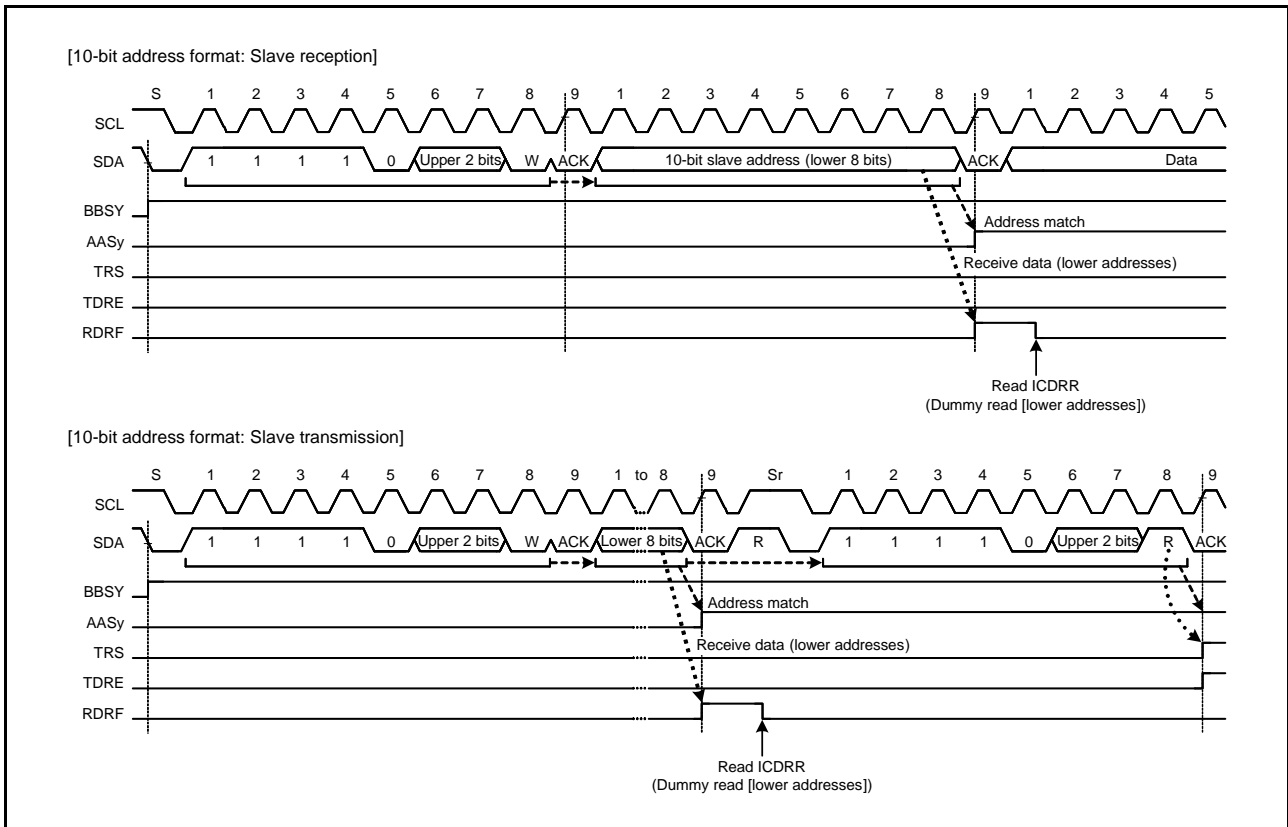 [10-bit address format: Slave reception]
S 1 2 3 4 5 6 7 8 9 1 2 3 4 5 6 7 8 9 1 2 3 4 5
SCL
SDA 1 1 1 1 0 Upper 2 bits W ACK 10-bit slave address (lower 8 bits) ACK Data
BBSY
Address match
AASy
Receive data (lower addresses)
TRS
TDRE
RDRF
Read ICDRR
(Dummy read [lower addresses])
[10-bit address format: Slave transmission]
S 1 2 3 4 5 6 7 8 9 1 to 8 9 Sr 1 2 3 4 5 6 7 8 9
SCL
SDA 1 1 1 1 0 Upper 2 bits W ACK Lower 8 bits ACK R 1 1 1 1 0 Upper 2 bits R ACK
BBSY
Address match
AASy
Receive data (lower addresses)
TRS
TDRE
RDRF
Read ICDRR
(Dummy read [lower addresses])